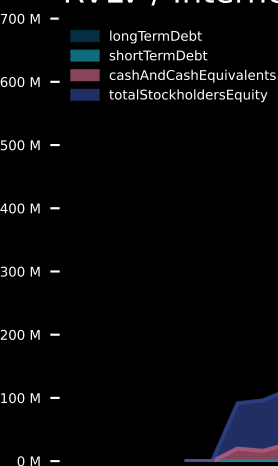 700 M
longTermDebt
shortTermDebt
600 M
cashAndCashEquivalents
totalStockholdersEquity
500 M
400 M
300 M
200 M
100 M
0 M